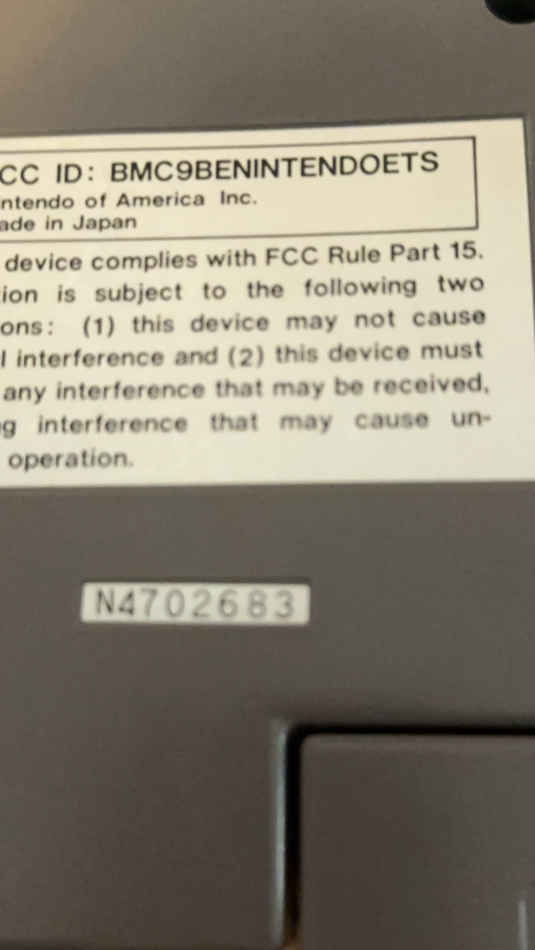 CC ID: BMC9BENINTENDOETS
ntendo of America Inc.
ade in Japan
device complies with FCC Rule Part 15.
ion is subject to the following two
ons: (1) this device may not cause
l interference and (2) this device must
any interference that may be received,
g interference that may cause un-
operation.
N4702683